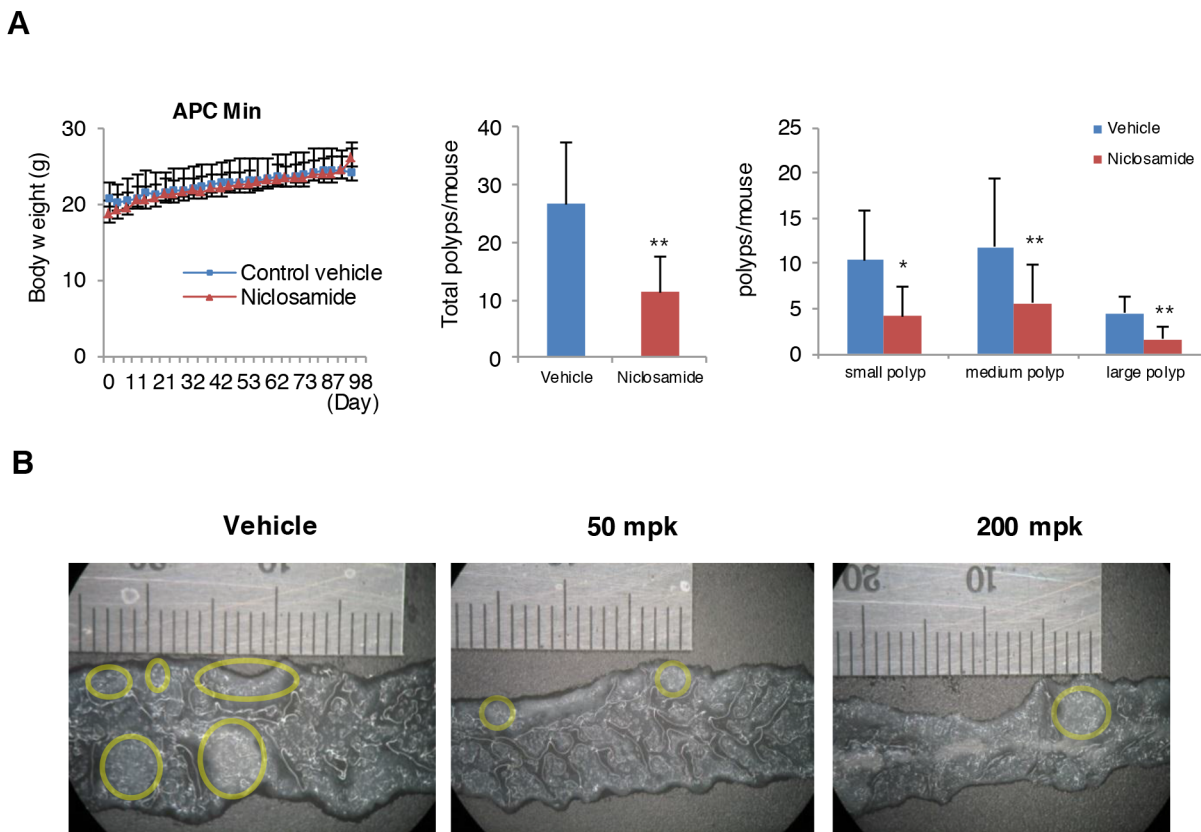 A
APC Min
Body w eight (g)
30
20
10
0
Control vehicle
Niclosamide
0 11 21 32 42 53 62 73 87 98
(Day)
Total polyps/mouse
40
30
20
10
0
**
Vehicle Niclosamide
polyps/mouse
25
20
15
10
5
0
Vehicle
Niclosamide
*
**
**
small polyp medium polyp large polyp
B
Vehicle 50 mpk 200 mpk
20 10